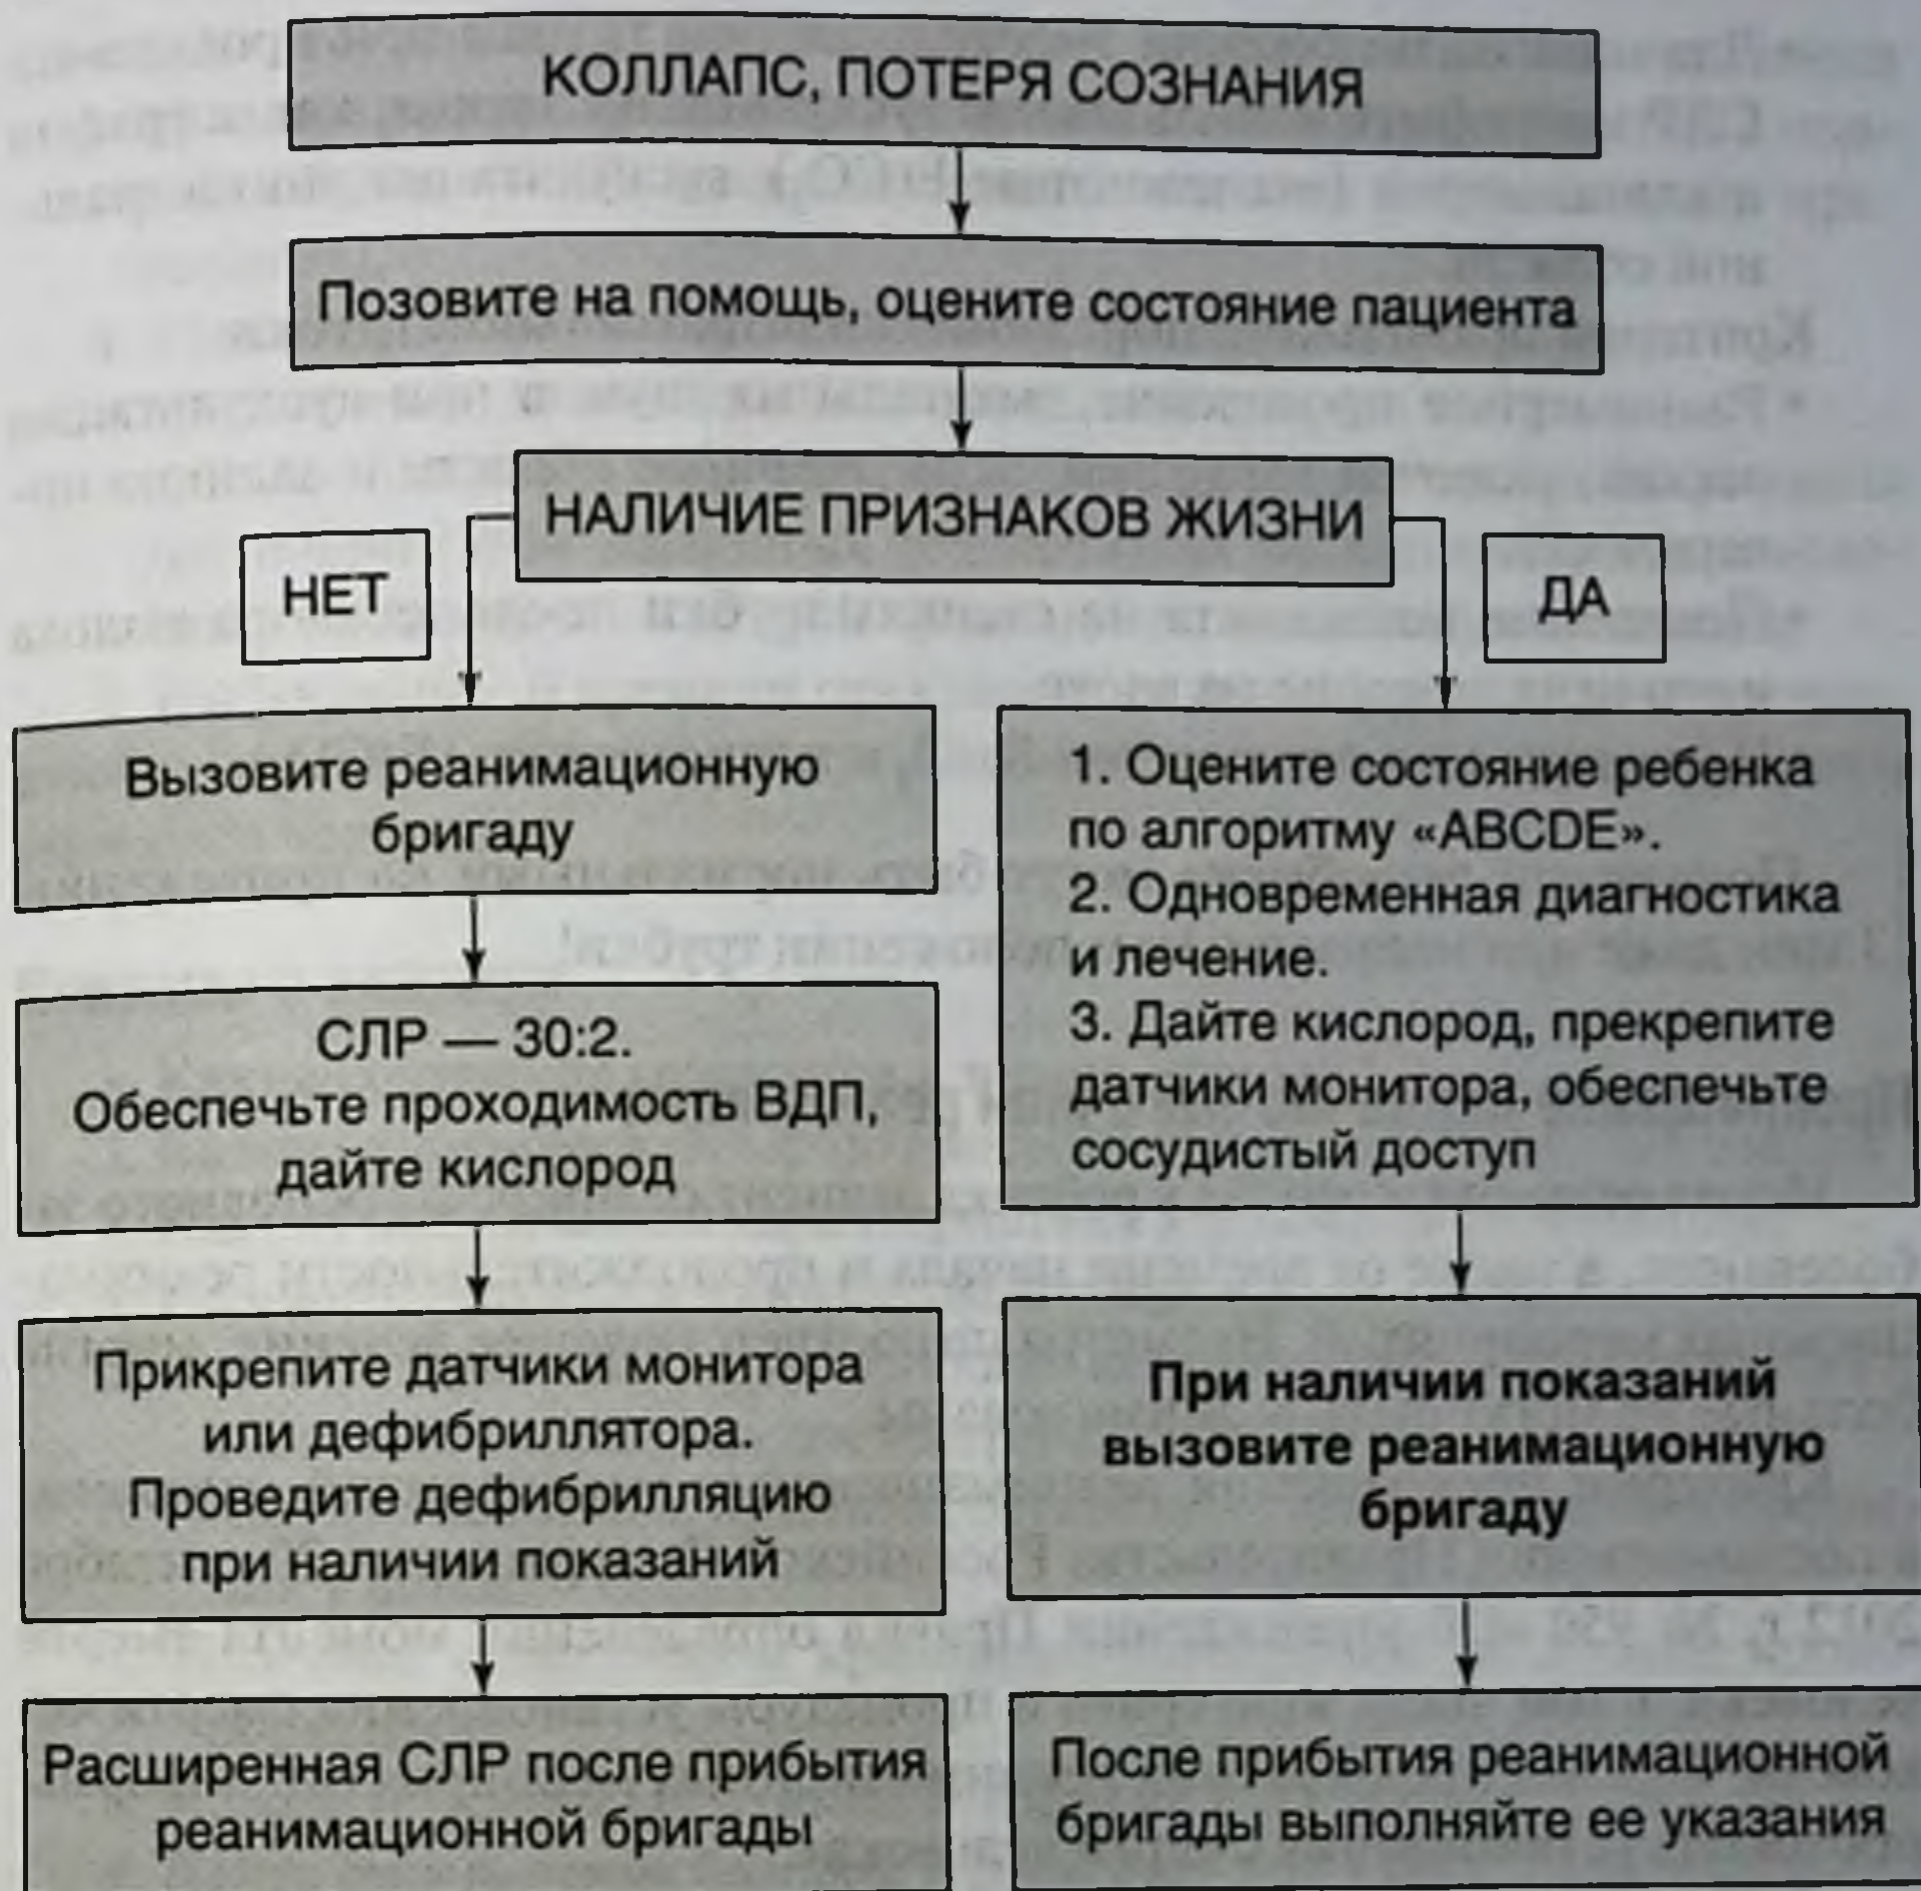 КОЛЛАПС, ПОТЕРЯ СОЗНАНИЯ
Позовите на помощь, оцените состояние пациента
НАЛИЧИЕ ПРИЗНАКОВ ЖИЗНИ
НЕТ
ДА
Вызовите реанимационную
бригаду
СЛР — 30:2.
Обеспечьте проходимость ВДП,
дайте кислород
Прикрепите датчики монитора
или дефибриллятора.
Проведите дефибрилляцию
при наличии показаний
Расширенная СЛР после прибытия
реанимационной бригады
1. Оцените состояние ребенка
по алгоритму «ABCDE».
2. Одновременная диагностика
и лечение.
3. Дайте кислород, прекрепите
датчики монитора, обеспечьте
сосудистый доступ
При наличии показаний
вызовите реанимационную
бригаду
После прибытия реанимационной
бригады выполняйте ее указания